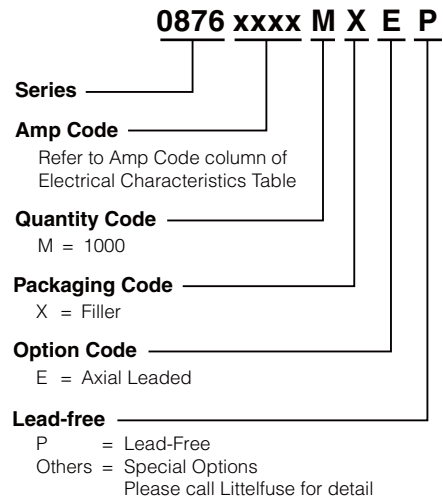 0876 xxxx M X E P
Series
Amp Code
Refer to Amp Code column of
Electrical Characteristics Table
Quantity Code
M = 1000
Packaging Code
X = Filler
Option Code
E = Axial Leaded
Lead-free
P = Lead-Free
Others = Special Options
Please call Littelfuse for detail